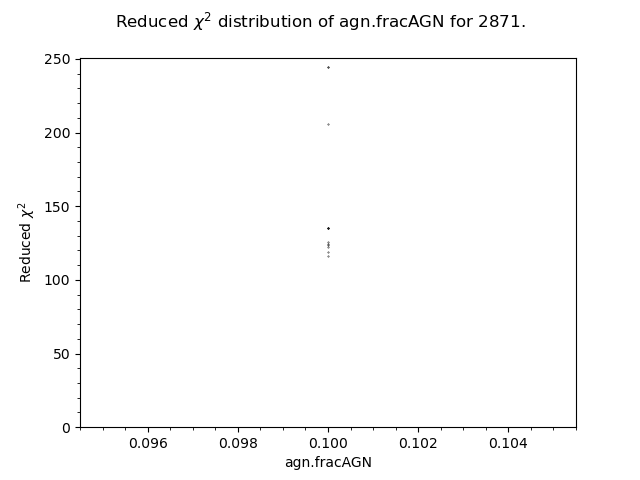 Reduced χ² distribution of agn.fracAGN for 2871.
250
200
150
100
50
0
Reduced χ²
0.096 0.098 0.100 0.102 0.104
agn.fracAGN